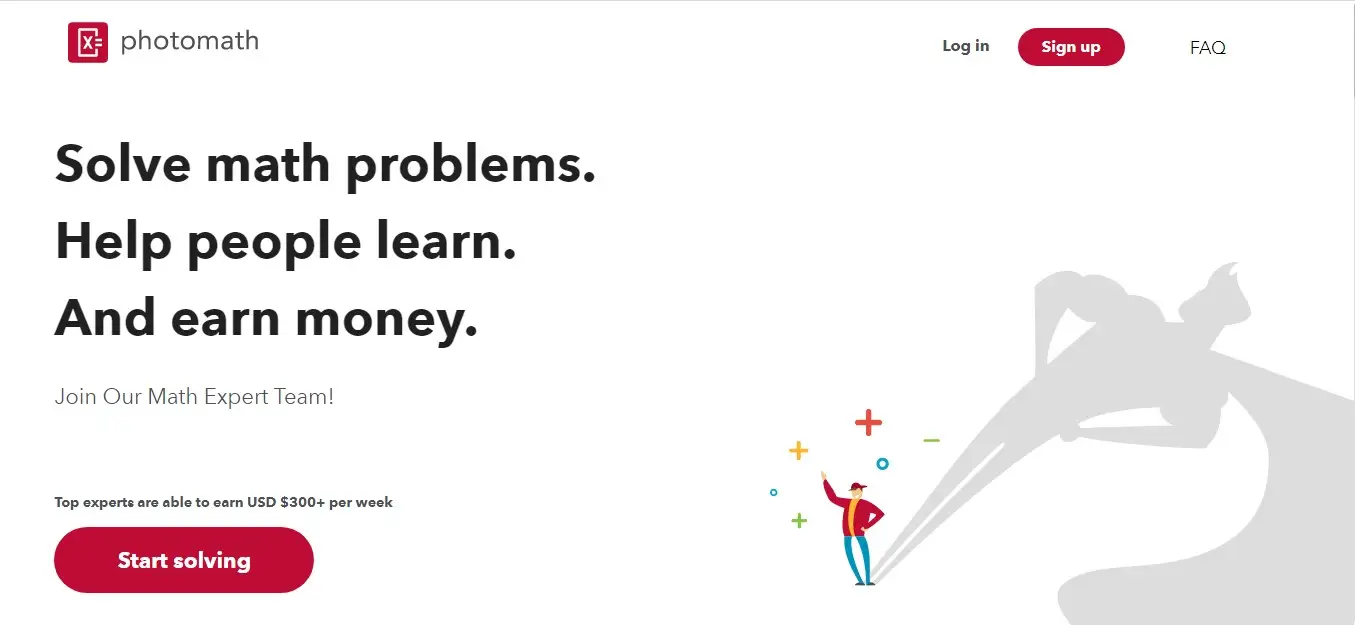 photomath
Log in
Sign up
FAQ
Solve math problems.
Help people learn.
And earn money.
Join Our Math Expert Team!
Top experts are able to earn USD $300+ per week
Start solving